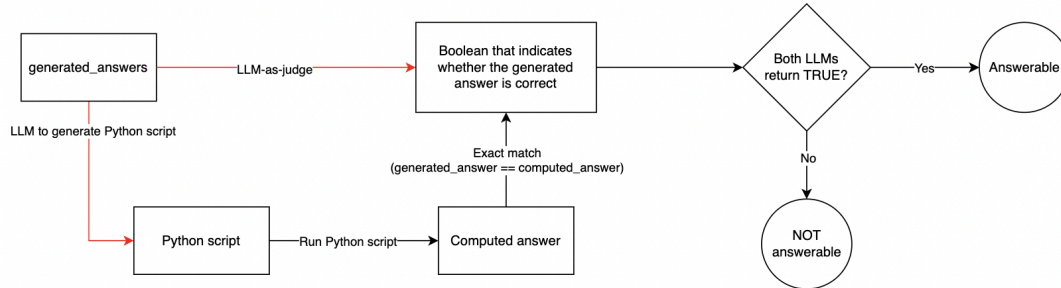 generated_answers
LLM-as-judge
Boolean that indicates
whether the generated
answer is correct
Both LLMs
return TRUE?
Yes
Answerable
LLM to generate Python script
Exact match
(generated_answer == computed_answer)
No
Python script
Run Python script
Computed answer
NOT
answerable